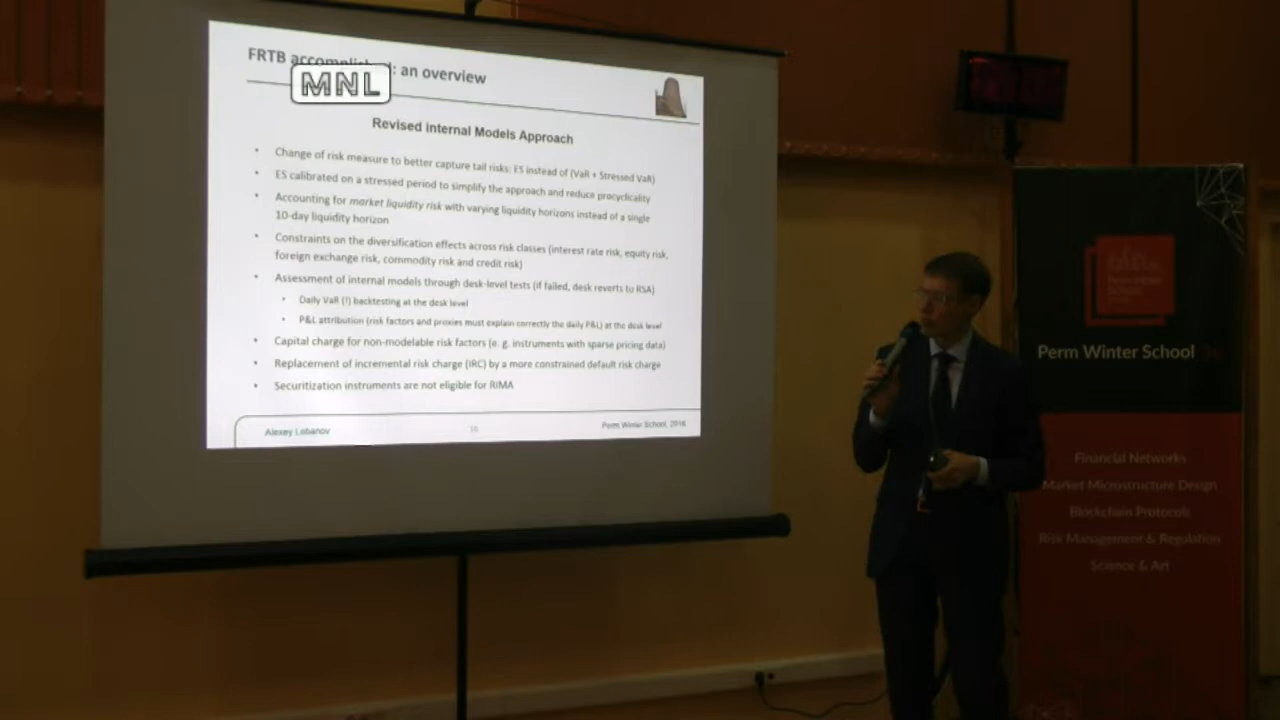 FRTB accomplished: an overview
MNL
Revised Internal Models Approach
• Change of risk measure to better capture tail risks: ES instead of (VaR + Stressed VaR)
• ES calibrated on a stressed period to simplify the approach and reduce procyclicality
• Accounting for market liquidity risk with varying liquidity horizons instead of a single
10-day liquidity horizon
• Constraints on the diversification effects across risk classes (interest rate risk, equity risk,
foreign exchange risk, commodity risk and credit risk)
• Assessment of internal models through desk-level tests (if failed, desk reverts to RSA)
• Daily VaR (!) backtesting at the desk level
• P&L attribution (risk factors and proxies must explain correctly the daily P&L) at the desk level
• Capital charge for non-modelable risk factors (e. g. instruments with sparse pricing data)
• Replacement of incremental risk charge (IRC) by a more constrained default risk charge
• Securitization instruments are not eligible for RIMA
Alexey Lobanov
Perm Winter School, 2016
Perm Winter School
Financial Networks
Market Microstructure Design
Blockchain Protocols
Risk Management & Regulation
Science & Art